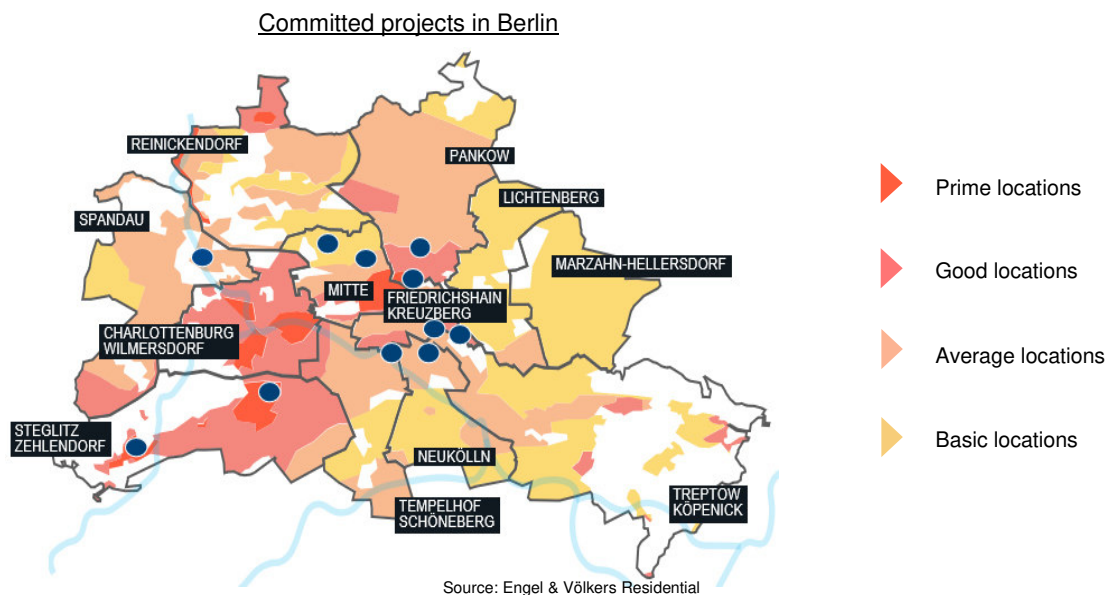 Committed projects in Berlin
REINICKENDORF
PANKOW
LICHTENBERG
SPANDAU
MARZAHN-HELLERSDORF
MITTE
FRIEDRICHSHAIN
KREUZBERG
CHARLOTTENBURG
WILMERSDORF
STEGLITZ
ZEHLENDORF
NEUKÖLLN
TEMPELHOF
SCHÖNEBERG
TREPTOW
KÖPENICK
Prime locations
Good locations
Average locations
Basic locations
Source: Engel & Völkers Residential